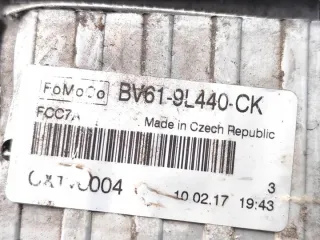 FoMoCo BV61-9L440-CK
FCC7A
Made in Czech Republic
3
10.02.17 19:43